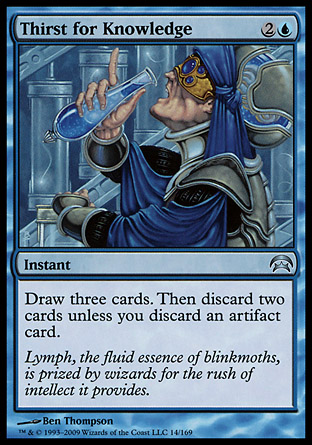 Thirst for Knowledge 2
Instant
Draw three cards. Then discard two
cards unless you discard an artifact
card.
Lymph, the fluid essence of blinkmoths,
is prized by wizards for the rush of
intellect it provides.
Ben Thompson
™ & © 1993–2009 Wizards of the Coast LLC 14/169